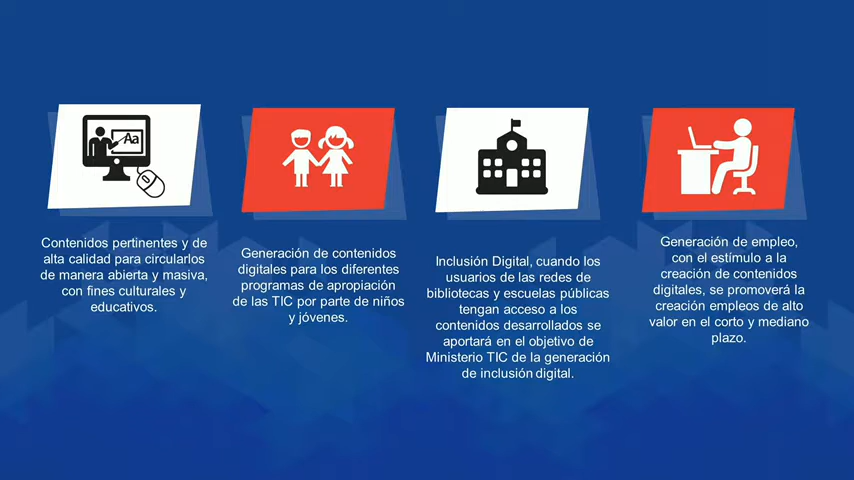 Aa
Contenidos pertinentes y de
alta calidad para circularlos
de manera abierta y masiva,
con fines culturales y
educativos.
Generación de contenidos
digitales para los diferentes
programas de apropiación
de las TIC por parte de niños
y jóvenes.
Inclusión Digital, cuando los
usuarios de las redes de
bibliotecas y escuelas públicas
tengan acceso a los
contenidos desarrollados se
aportará en el objetivo de
Ministerio TIC de la generación
de inclusión digital.
Generación de empleo,
con el estímulo a la
creación de contenidos
digitales, se promoverá la
creación empleos de alto
valor en el corto y mediano
plazo.